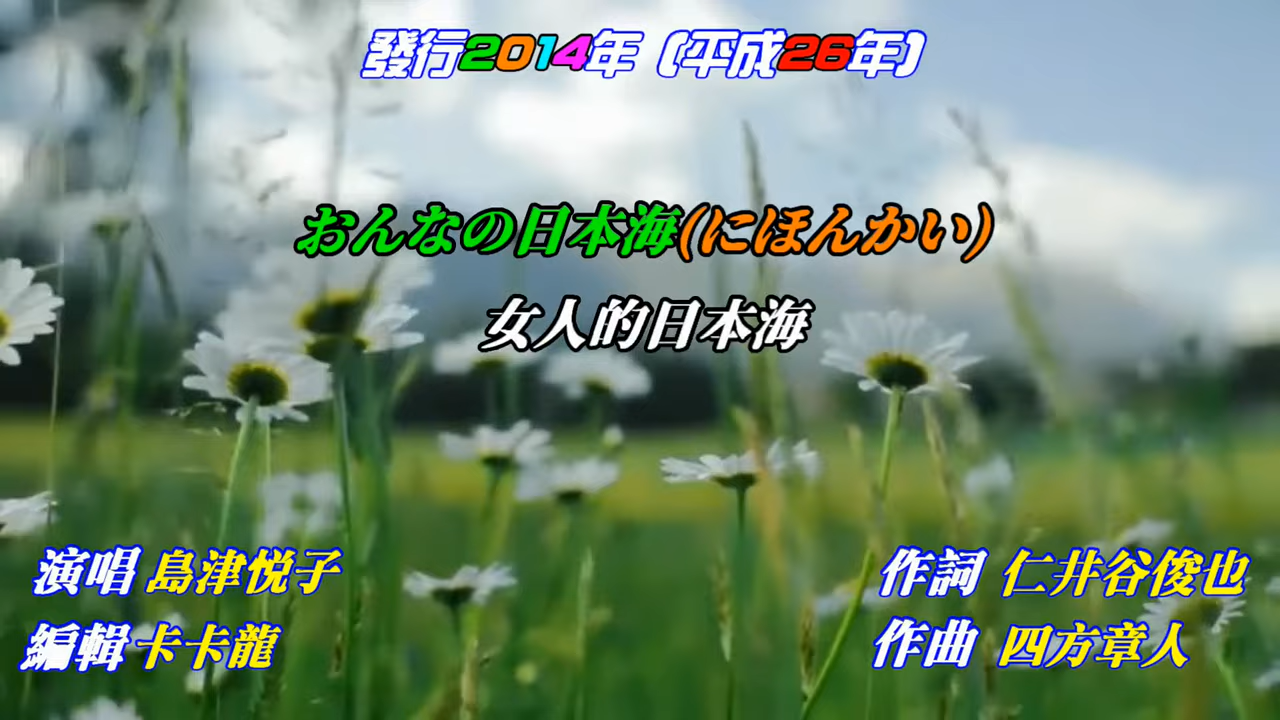 發行2014年〔平成26年〕
おんなの日本海(にほんかい)
女人的日本海
演唱 島津悦子
作詞 仁井谷俊也
編輯 卡卡龍
作曲 四方章人